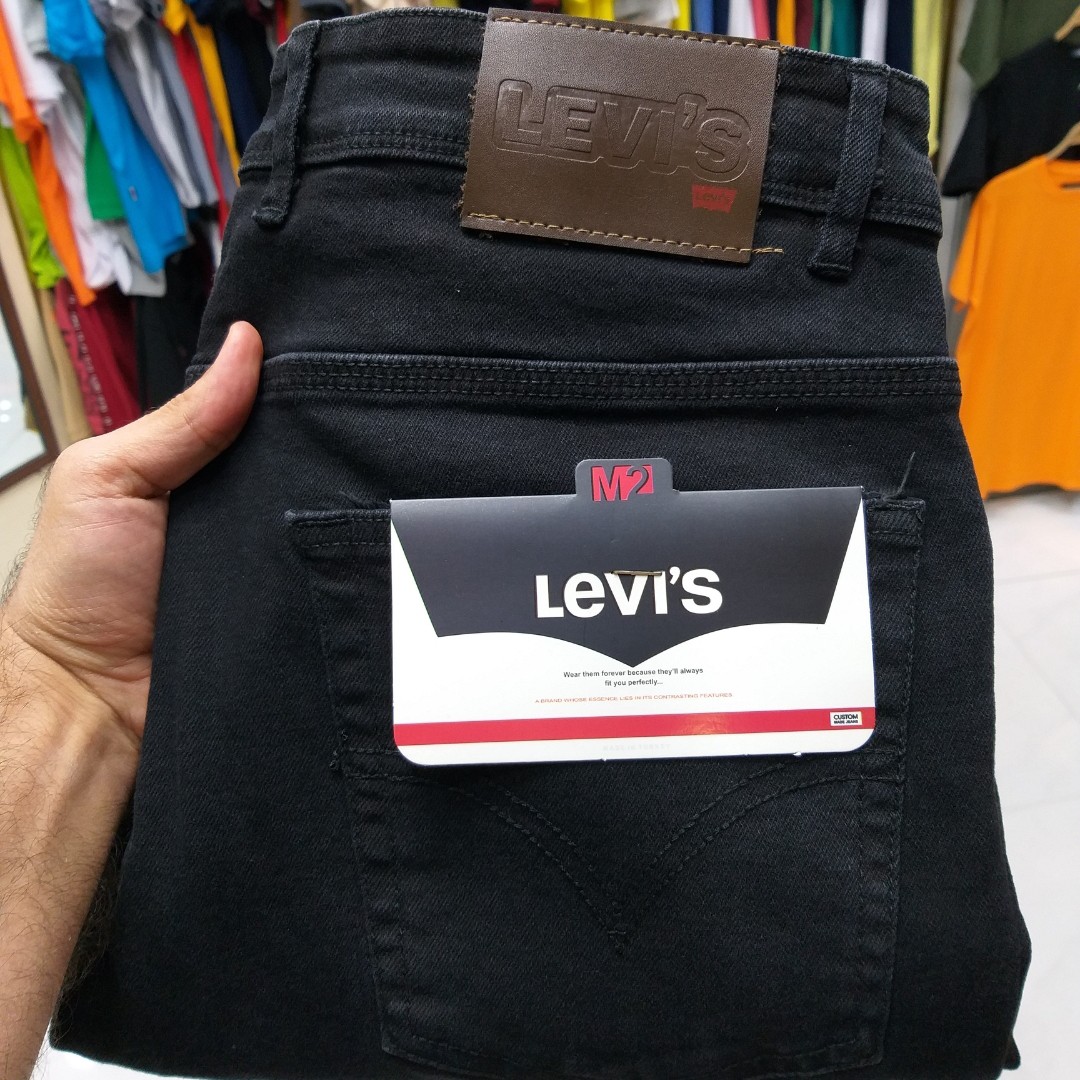 LEVI'S
Levi's
M2
Levi's
Wear them forever because they'll always
fit you perfectly...
A BRAND WHOSE ESSENCE LIES IN ITS CONTRASTING FEATURES
CUSTOM
MADE JEANS